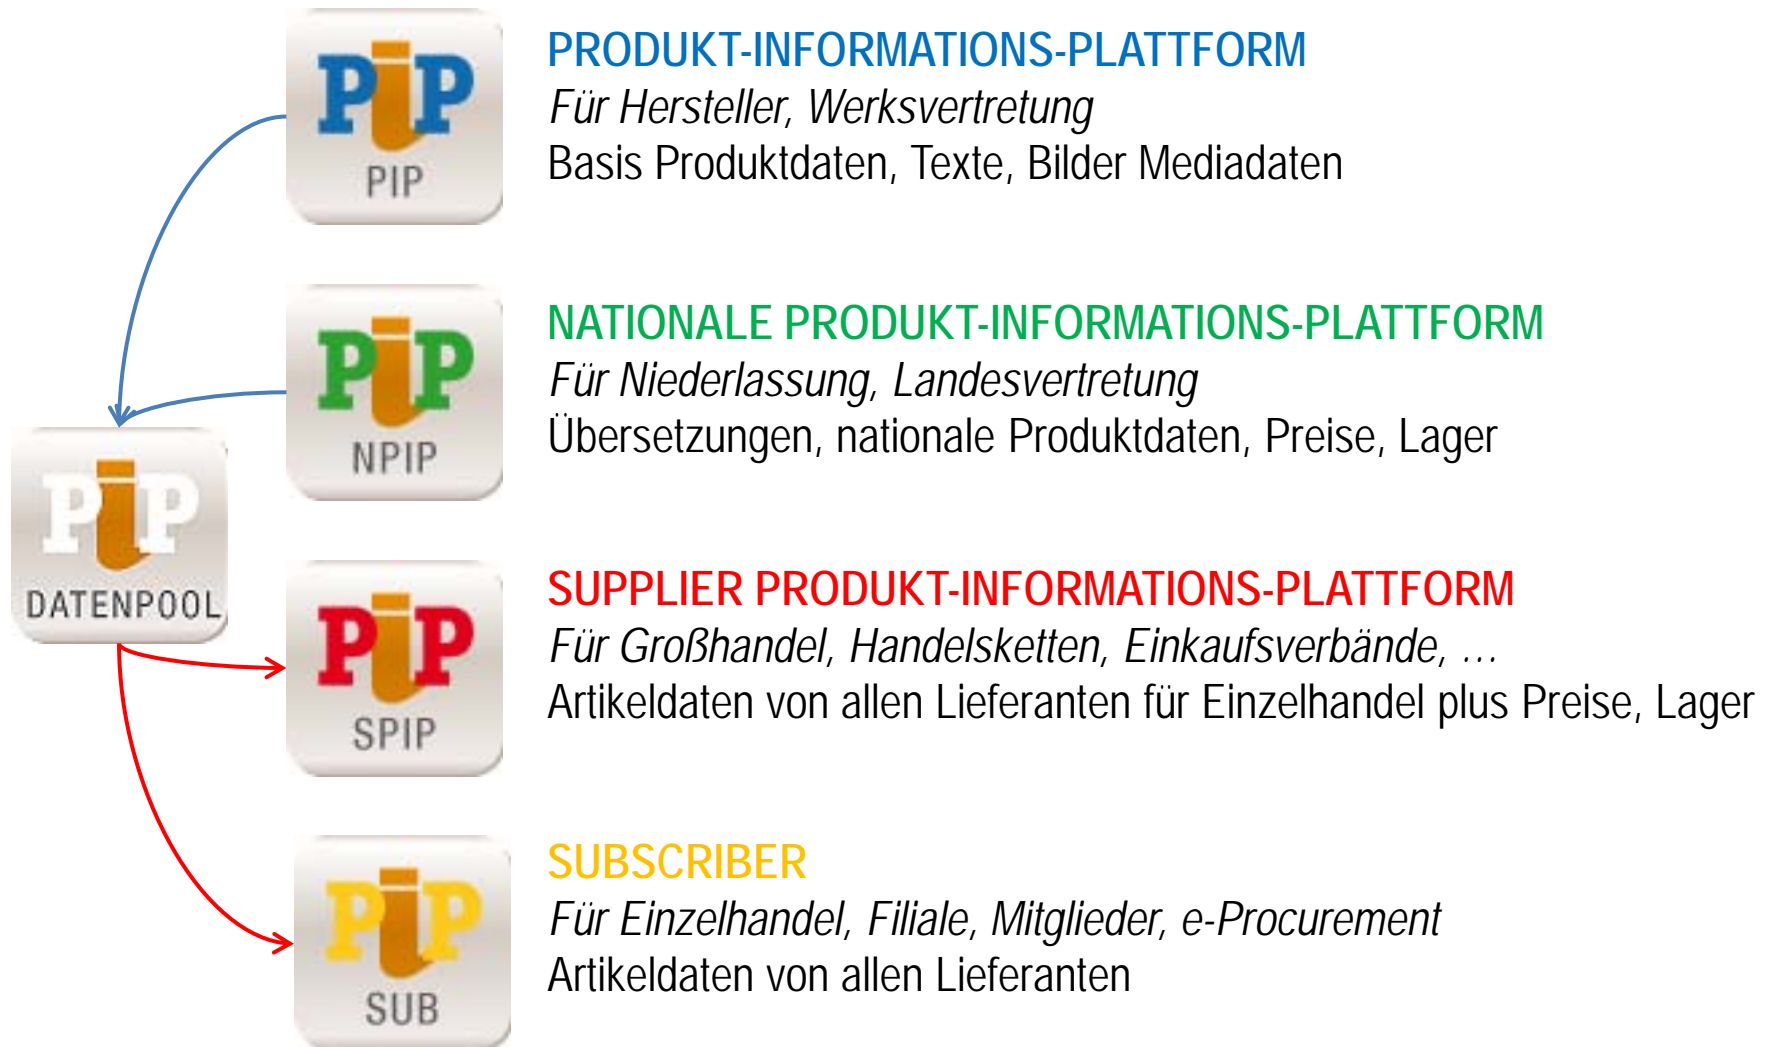 PiP
PIP
PRODUKT-INFORMATIONS-PLATTFORM
Für Hersteller, Werksvertretung
Basis Produktdaten, Texte, Bilder Mediadaten
PiP
NPIP
NATIONALE PRODUKT-INFORMATIONS-PLATTFORM
Für Niederlassung, Landesvertretung
Übersetzungen, nationale Produktdaten, Preise, Lager
PiP
DATENPOOL
PiP
SPIP
SUPPLIER PRODUKT-INFORMATIONS-PLATTFORM
Für Großhandel, Handelsketten, Einkaufsverbände, ...
Artikeldaten von allen Lieferanten für Einzelhandel plus Preise, Lager
PiP
SUB
SUBSCRIBER
Für Einzelhandel, Filiale, Mitglieder, e-Procurement
Artikeldaten von allen Lieferanten